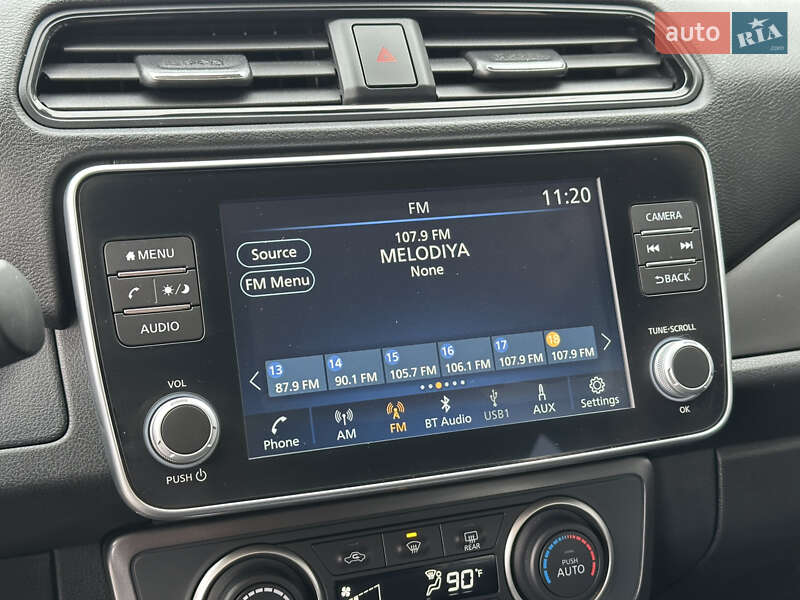 auto RIA .com
FM 11:20
107.9 FM
MELODIYA
None
Source
FM Menu
13 14 15 16 17 18
87.9 FM 90.1 FM 105.7 FM 106.1 FM 107.9 FM 107.9 FM
Phone AM FM BT Audio USB1 AUX Settings
MENU
AUDIO
VOL
PUSH
CAMERA
BACK
TUNE·SCROLL
OK
REAR
90°F
PUSH
AUTO